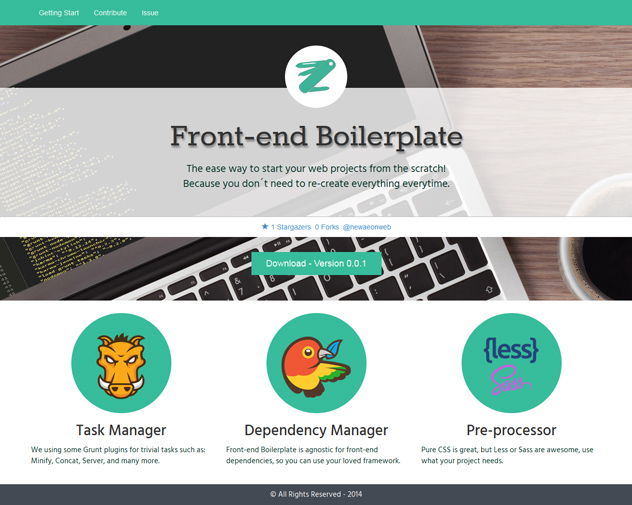 Getting Start Contribute Issue
Front-end Boilerplate
The ease way to start your web projects from the scratch!
Because you don´t need to re-create everything everytime.
1 Stargazers 0 Forks @newaeonweb
Download - Version 0.0.1
{less}
Sass
Task Manager
We using some Grunt plugins for trivial tasks such as:
Minify, Concat, Server, and many more.
Dependency Manager
Front-end Boilerplate is agnostic for front-end
dependencies, so you can use your loved framework.
Pre-processor
Pure CSS is great, but Less or Sass are awesome, use
what your project needs.
© All Rights Reserved - 2014